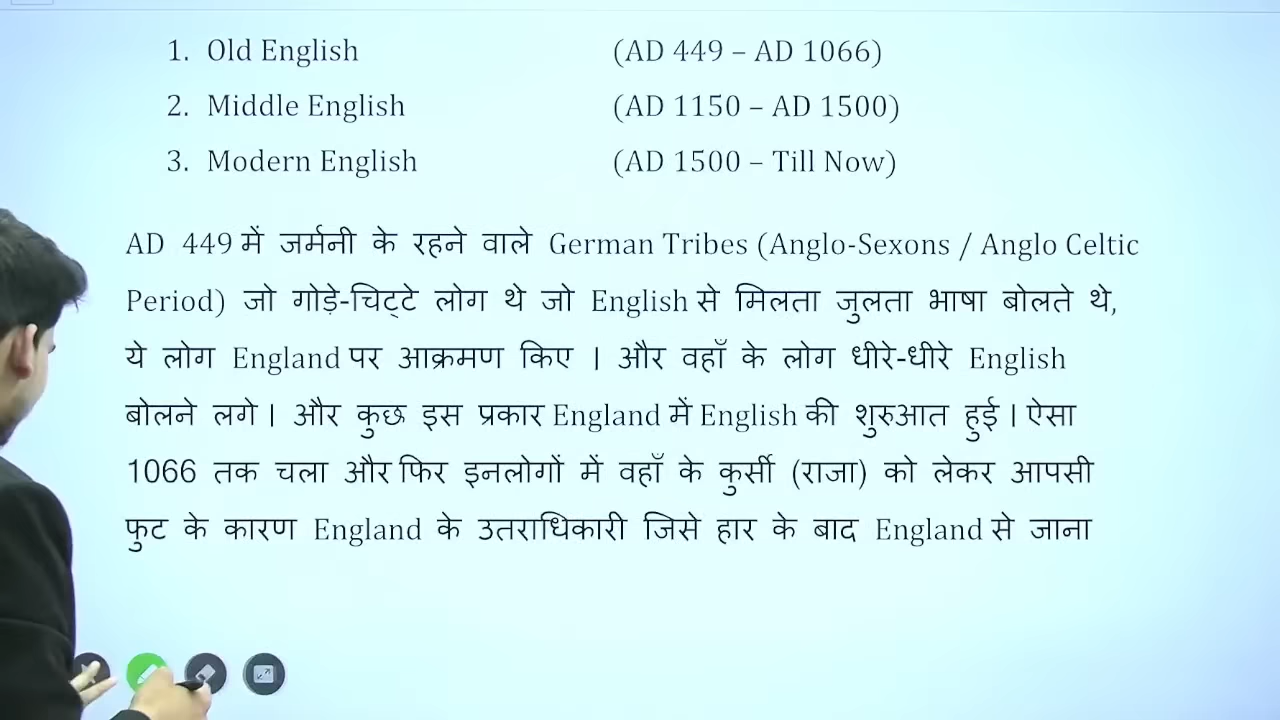 1. Old English (AD 449 – AD 1066)
2. Middle English (AD 1150 – AD 1500)
3. Modern English (AD 1500 – Till Now)
AD 449 में जर्मनी के रहने वाले German Tribes (Anglo-Sexons / Anglo Celtic
Period) जो गोड़े-चिट्टे लोग थे जो English से मिलता जुलता भाषा बोलते थे,
ये लोग England पर आक्रमण किए । और वहाँ के लोग धीरे-धीरे English
बोलने लगे । और कुछ इस प्रकार England में English की शुरुआत हुई । ऐसा
1066 तक चला और फिर इनलोगों में वहाँ के कुर्सी (राजा) को लेकर आपसी
फुट के कारण England के उतराधिकारी जिसे हार के बाद England से जाना